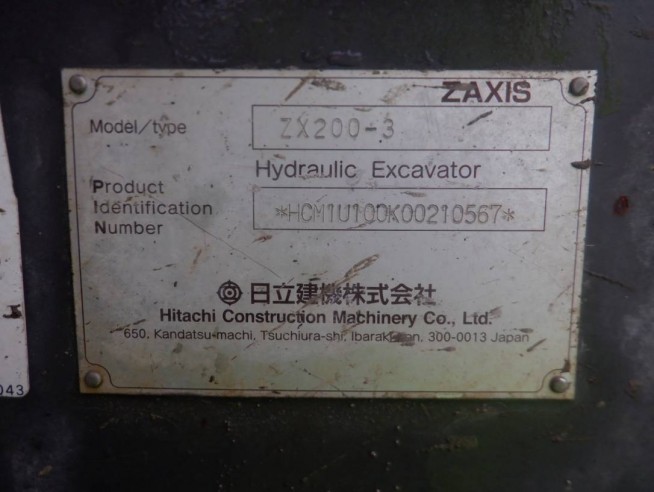 ZAXIS
Model/type ZX200-3
Hydraulic Excavator
Product
Identification
Number
*HCM1U100K00210567*
日立建機株式会社
Hitachi Construction Machinery Co., Ltd.
650, Kandatsu-machi, Tsuchiura-shi, Ibaraki-ken, 300-0013 Japan
043